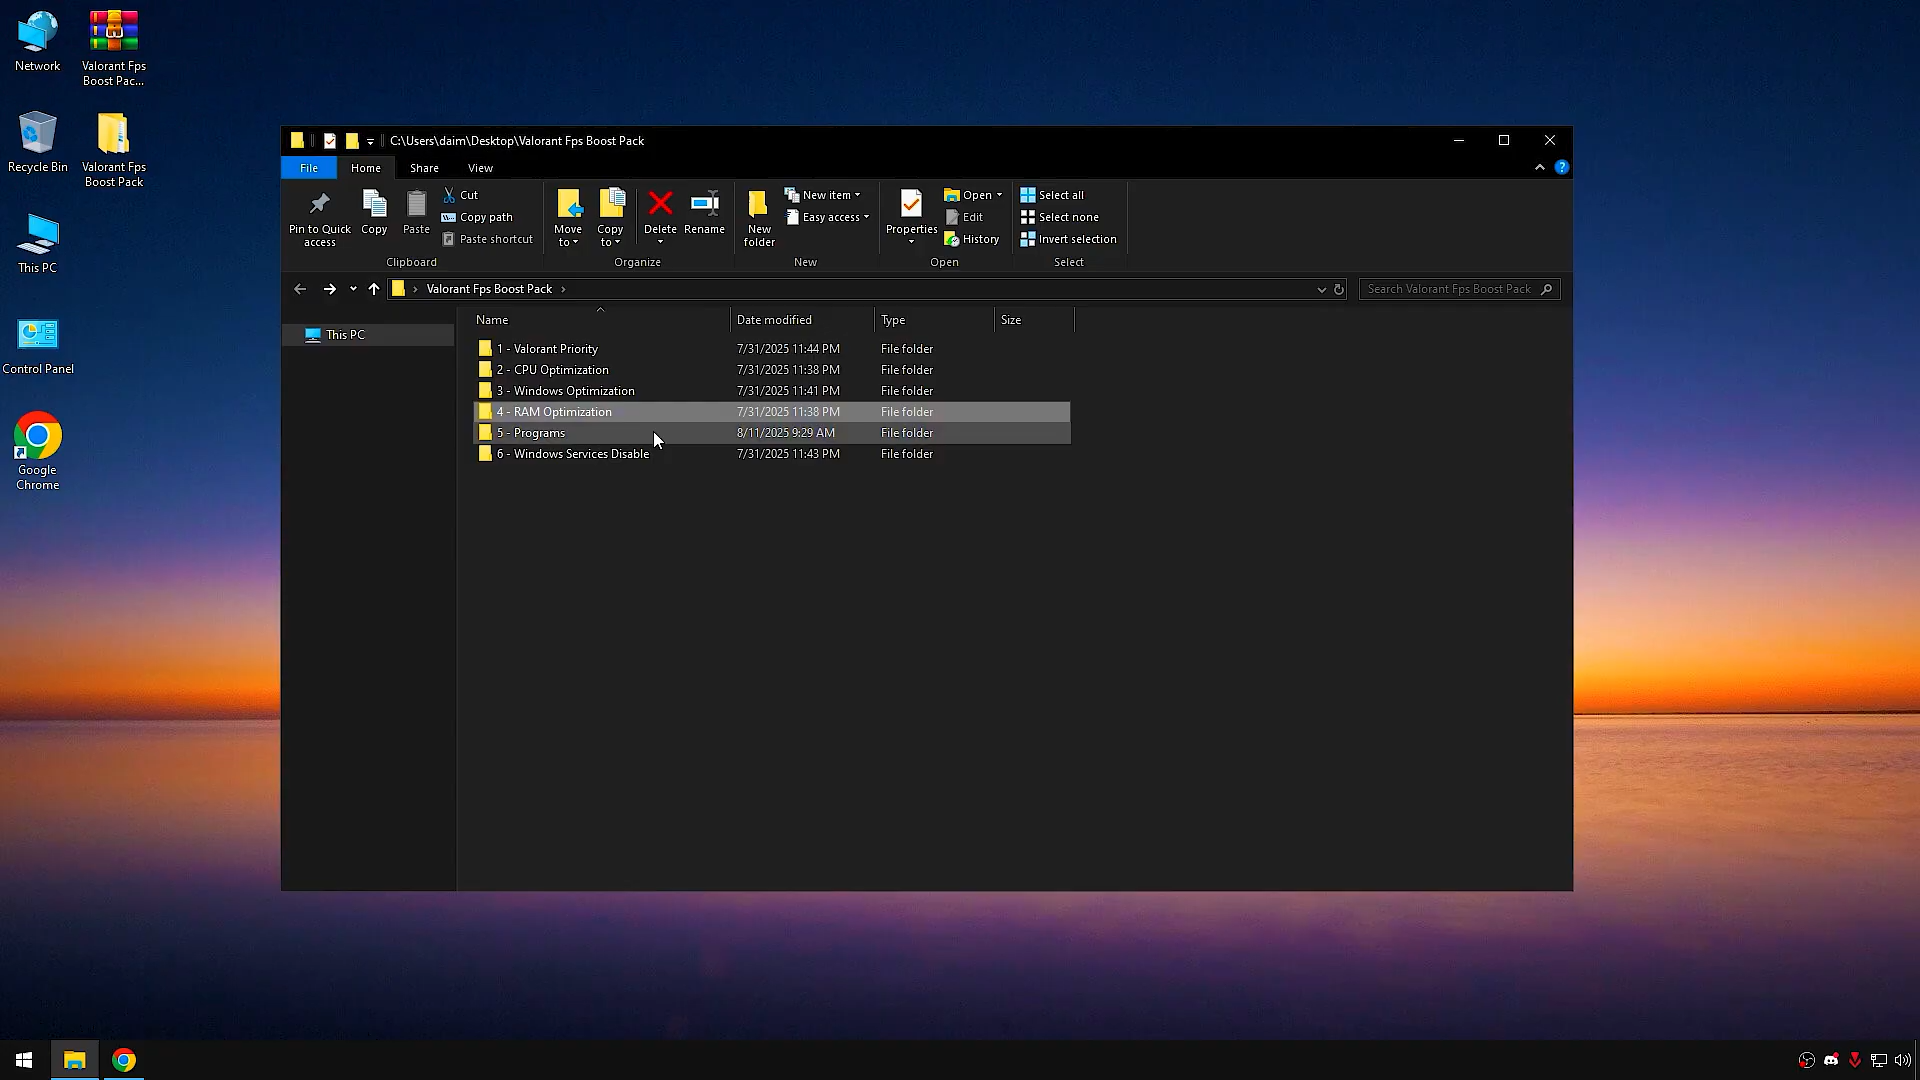 Network
Valorant Fps
Boost Pac...
Recycle Bin
Valorant Fps
Boost Pack
This PC
Control Panel
Google
Chrome
C:\Users\daim\Desktop\Valorant Fps Boost Pack
File Home Share View
Pin to Quick
access
Copy
Paste
Cut
Copy path
Paste shortcut
Clipboard
Move
to
Copy
to
Delete
Rename
Organize
New
folder
New item
Easy access
New
Properties
Open
Edit
History
Open
Select all
Select none
Invert selection
Select
Valorant Fps Boost Pack
Search Valorant Fps Boost Pack
This PC
Name Date modified Type Size
1 - Valorant Priority 7/31/2025 11:44 PM File folder
2 - CPU Optimization 7/31/2025 11:38 PM File folder
3 - Windows Optimization 7/31/2025 11:41 PM File folder
4 - RAM Optimization 7/31/2025 11:38 PM File folder
5 - Programs 8/11/2025 9:29 AM File folder
6 - Windows Services Disable 7/31/2025 11:43 PM File folder